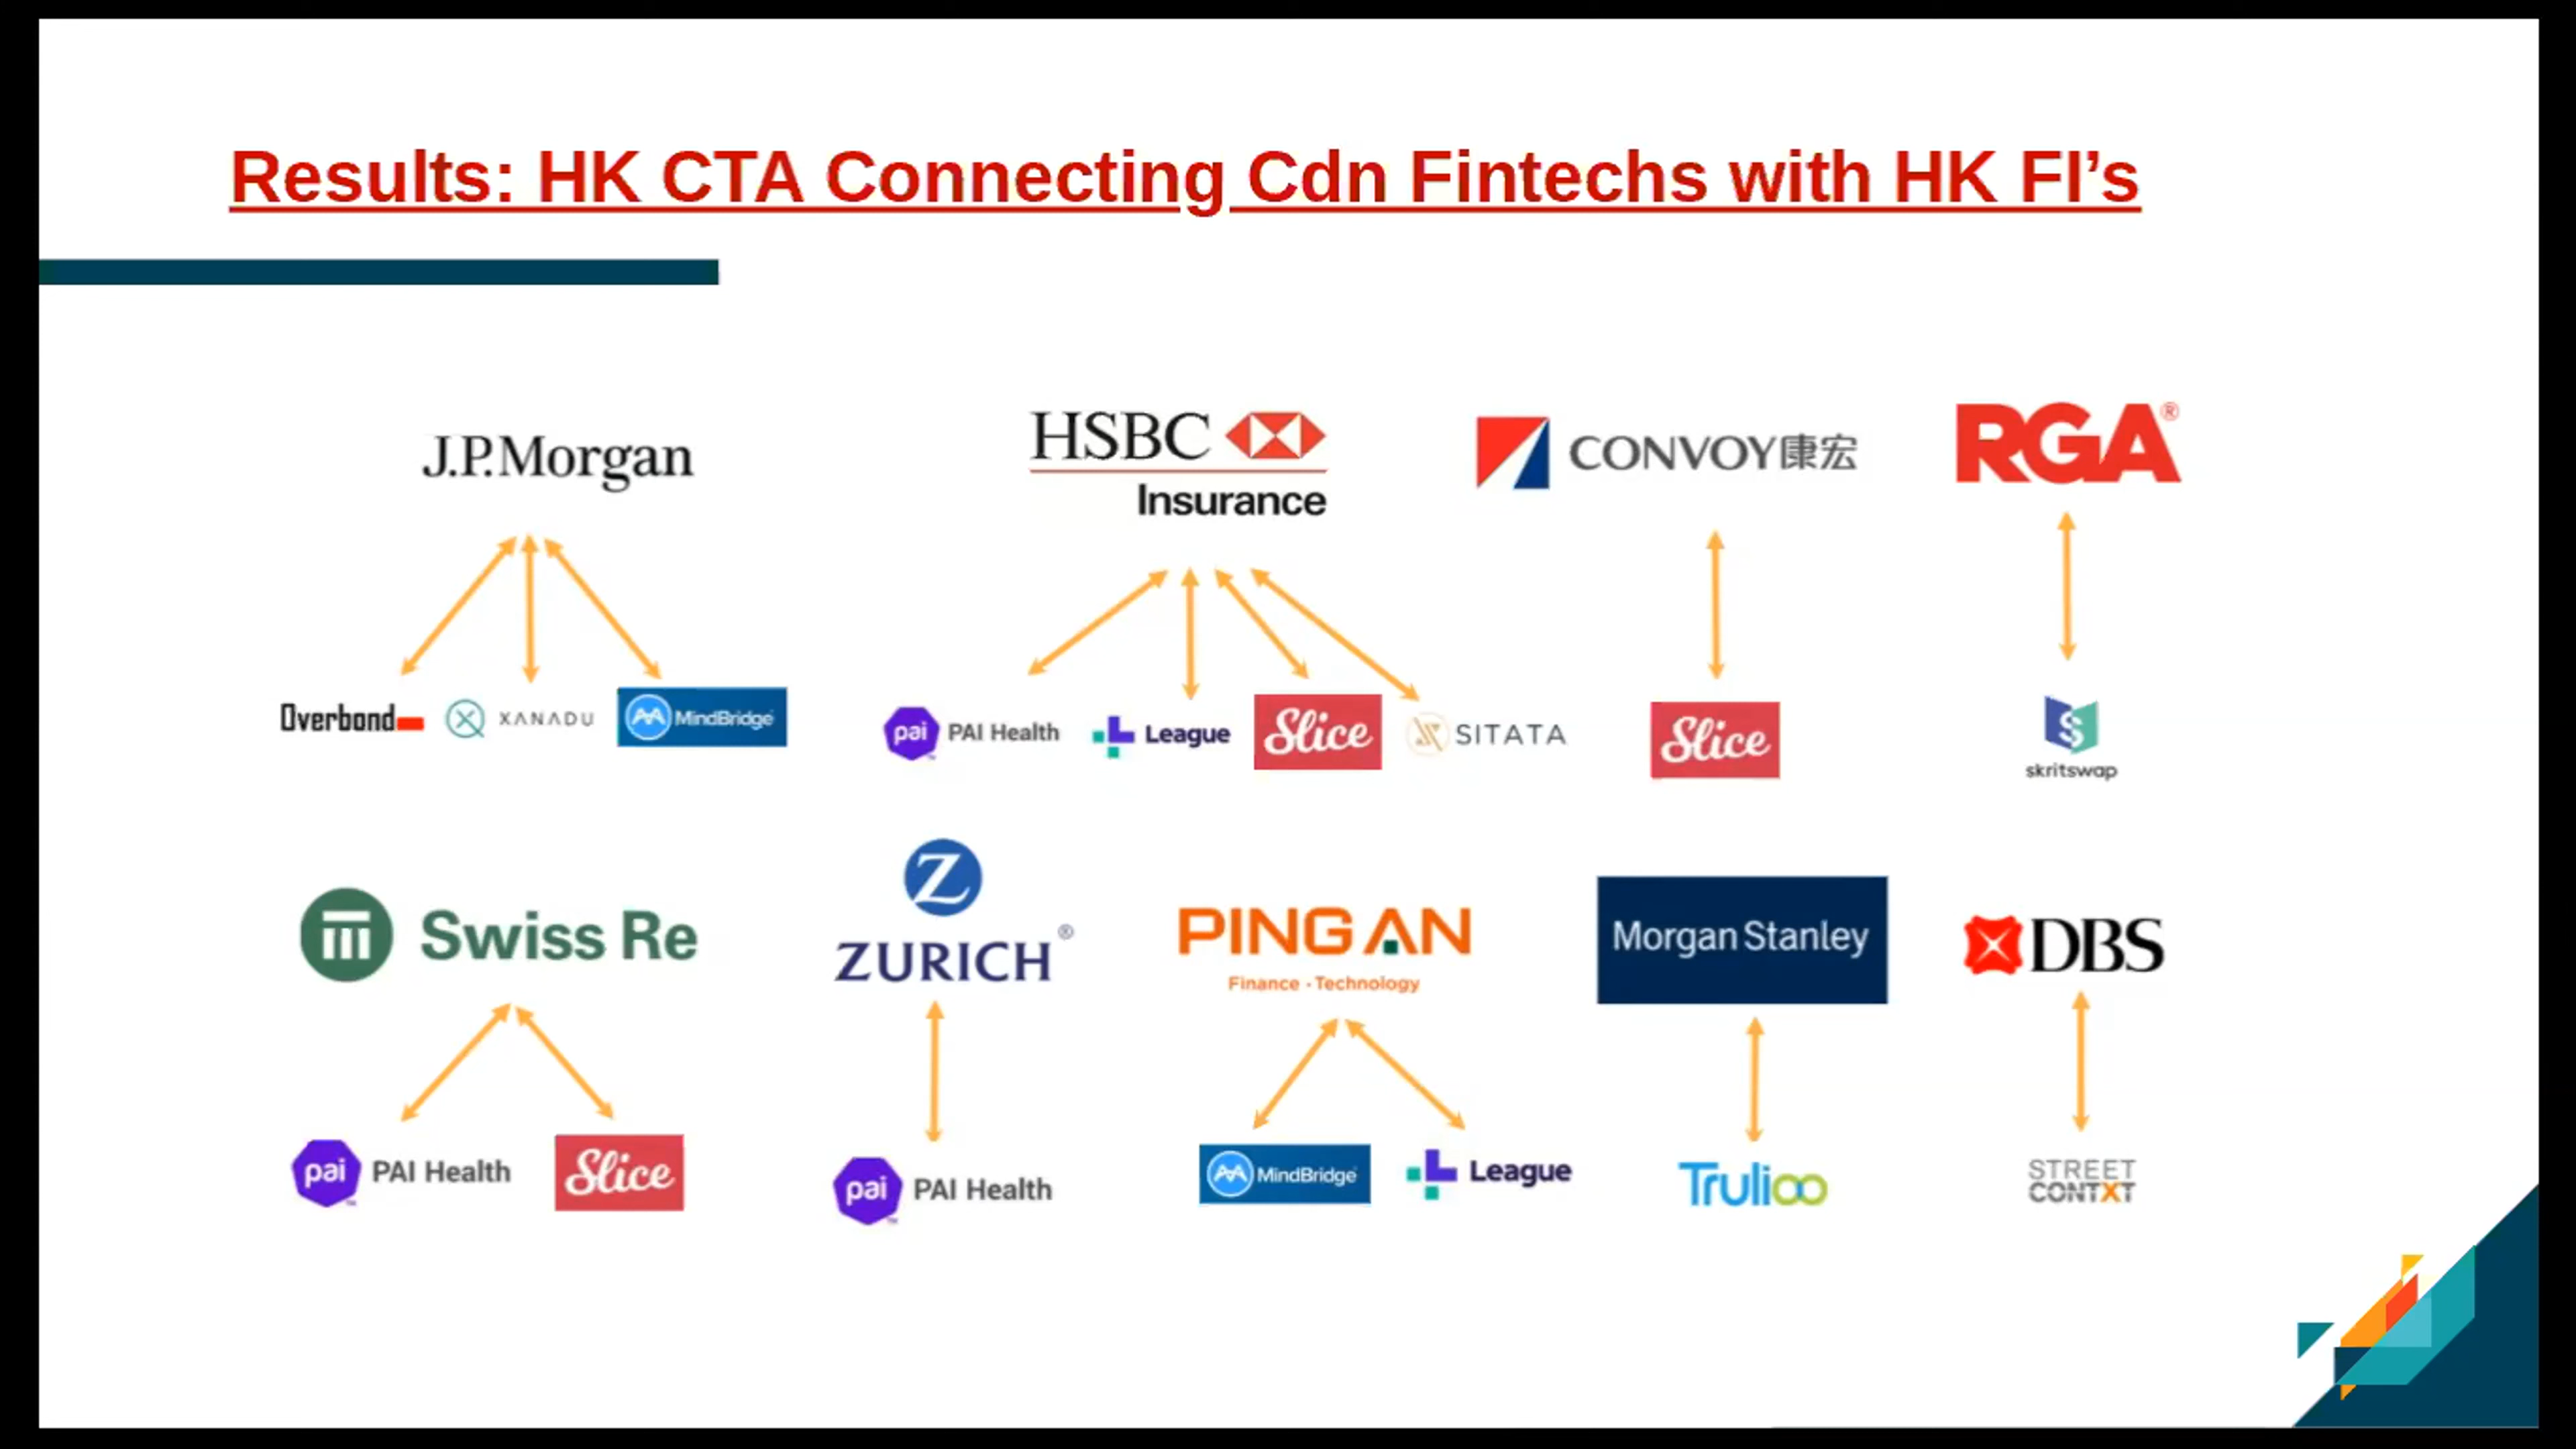 Results: HK CTA Connecting Cdn Fintechs with HK FI's
J.P.Morgan
HSBC
Insurance
CONVOY康宏
RGA®
Overbond
XANADU
MindBridge
pai PAI Health
League
Slice
SITATA
Slice
skritswap
Swiss Re
Z
ZURICH®
PING AN
Finance · Technology
Morgan Stanley
DBS
pai PAI Health
Slice
pai PAI Health
MindBridge
League
Trulioo
STREET
CONTXT